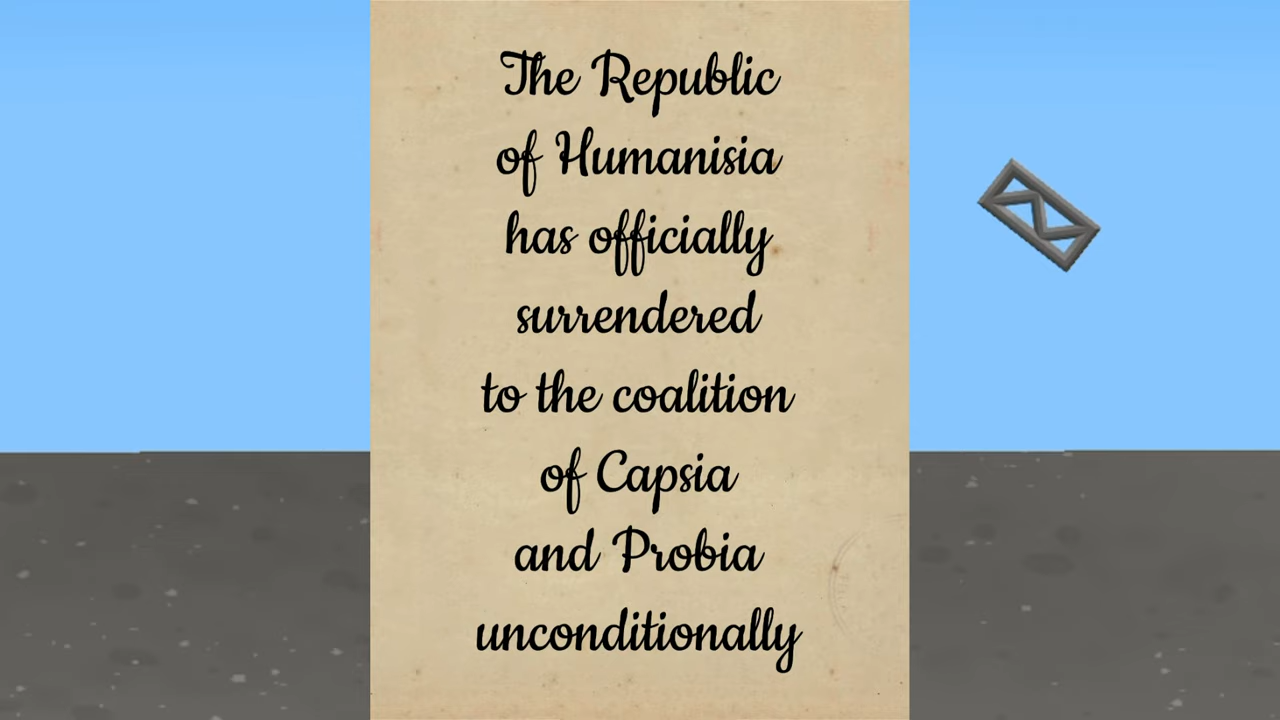 The Republic
of Humanisia
has officially
surrendered
to the coalition
of Capsia
and Probia
unconditionally